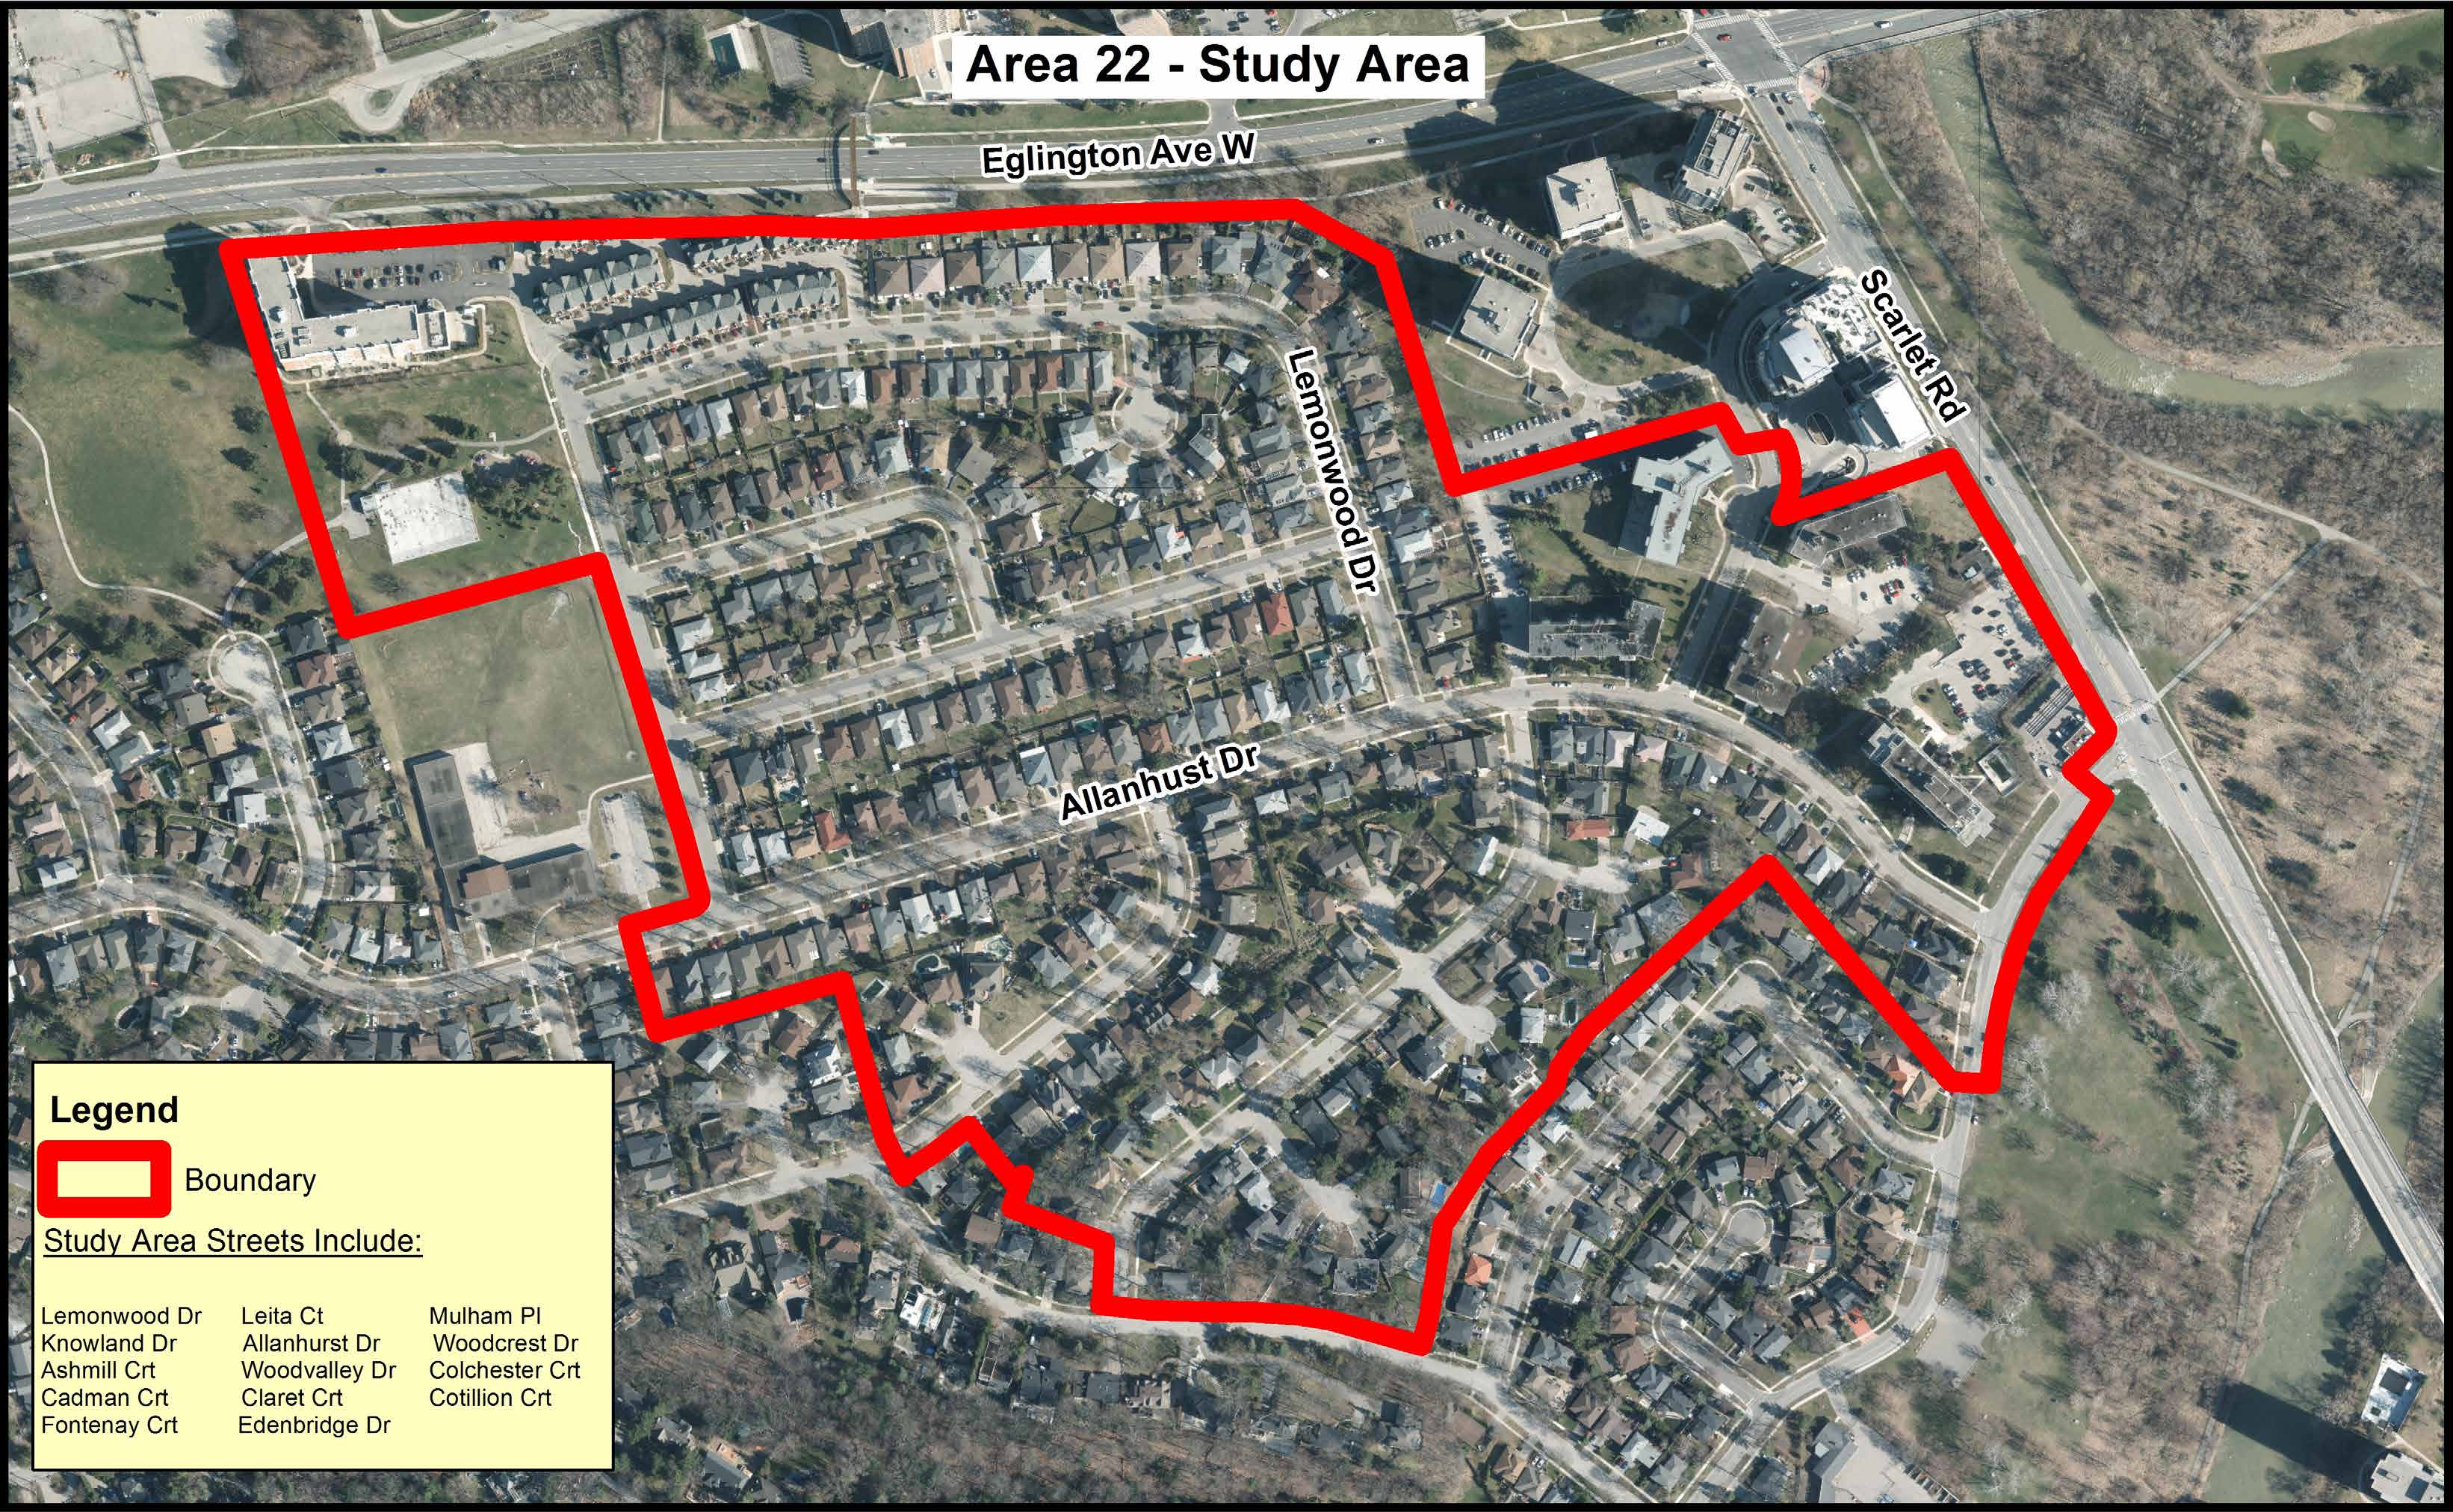 Area 22 - Study Area
Eglington Ave W
Scarlet Rd
Lemonwood Dr
Allanhust Dr
Legend
Boundary
Study Area Streets Include:
Lemonwood Dr Leita Ct Mulham Pl
Knowland Dr Allanhurst Dr Woodcrest Dr
Ashmill Crt Woodvalley Dr Colchester Crt
Cadman Crt Claret Crt Cotillion Crt
Fontenay Crt Edenbridge Dr